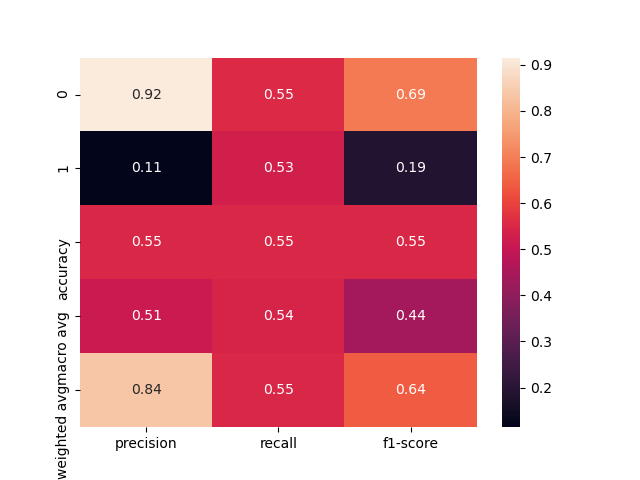 0 0.92 0.55 0.69
1 0.11 0.53 0.19
accuracy 0.55 0.55 0.55
macro avg 0.51 0.54 0.44
weighted avg 0.84 0.55 0.64
precision recall f1-score
0.9
0.8
0.7
0.6
0.5
0.4
0.3
0.2